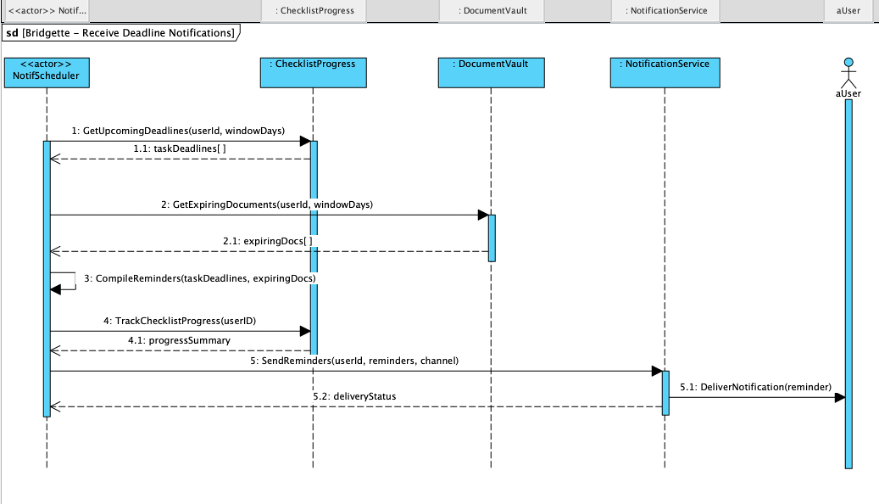 <<actor>> Notif...
: ChecklistProgress
: DocumentVault
: NotificationService
aUser
sd [Bridgette – Receive Deadline Notifications]
<<actor>>
NotifScheduler
: ChecklistProgress
: DocumentVault
: NotificationService
aUser
1: GetUpcomingDeadlines(userId, windowDays)
1.1: taskDeadlines[ ]
2: GetExpiringDocuments(userId, windowDays)
2.1: expiringDocs[ ]
3: CompileReminders(taskDeadlines, expiringDocs)
4: TrackChecklistProgress(userID)
4.1: progressSummary
5: SendReminders(userId, reminders, channel)
5.1: DeliverNotification(reminder)
5.2: deliveryStatus